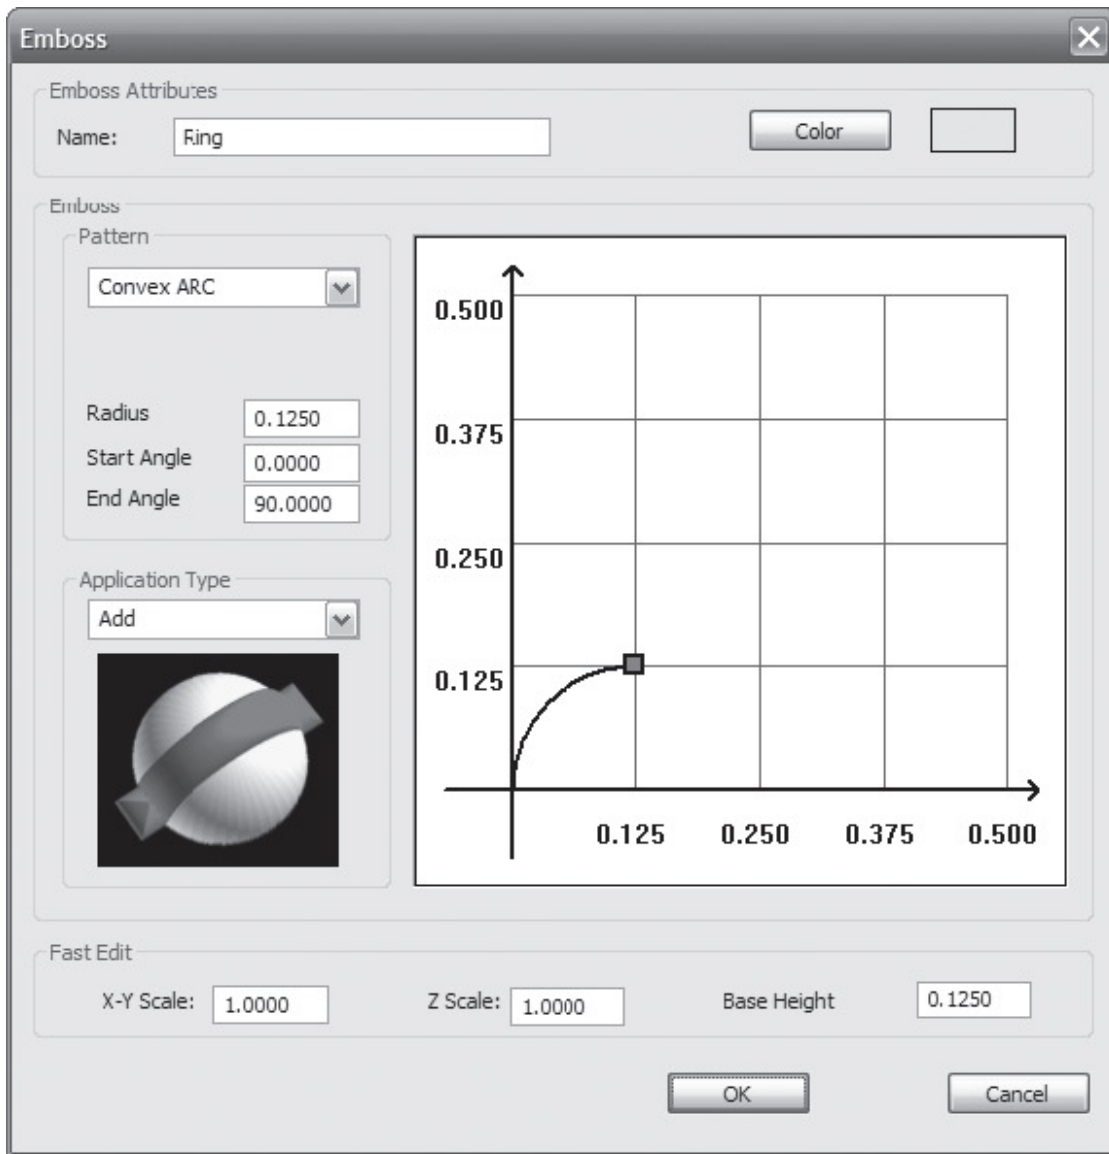 Emboss
Emboss Attributes
Name: Ring
Color
Emboss
Pattern
Convex ARC
Radius 0.1250
Start Angle 0.0000
End Angle 90.0000
Application Type
Add
0.500
0.375
0.250
0.125
0.125 0.250 0.375 0.500
Fast Edit
X-Y Scale: 1.0000 Z Scale: 1.0000 Base Height 0.1250
OK Cancel